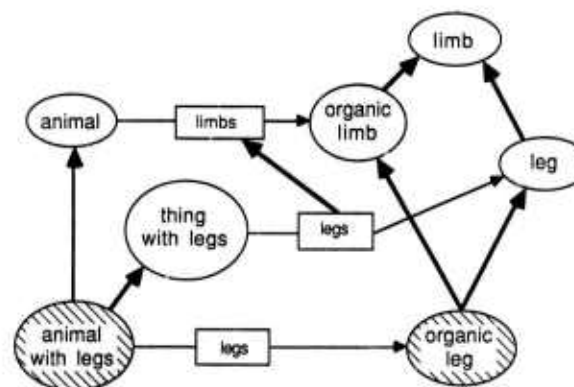 limb
animal
limbs
organic
limb
leg
thing
with legs
legs
animal
with legs
legs
organic
leg